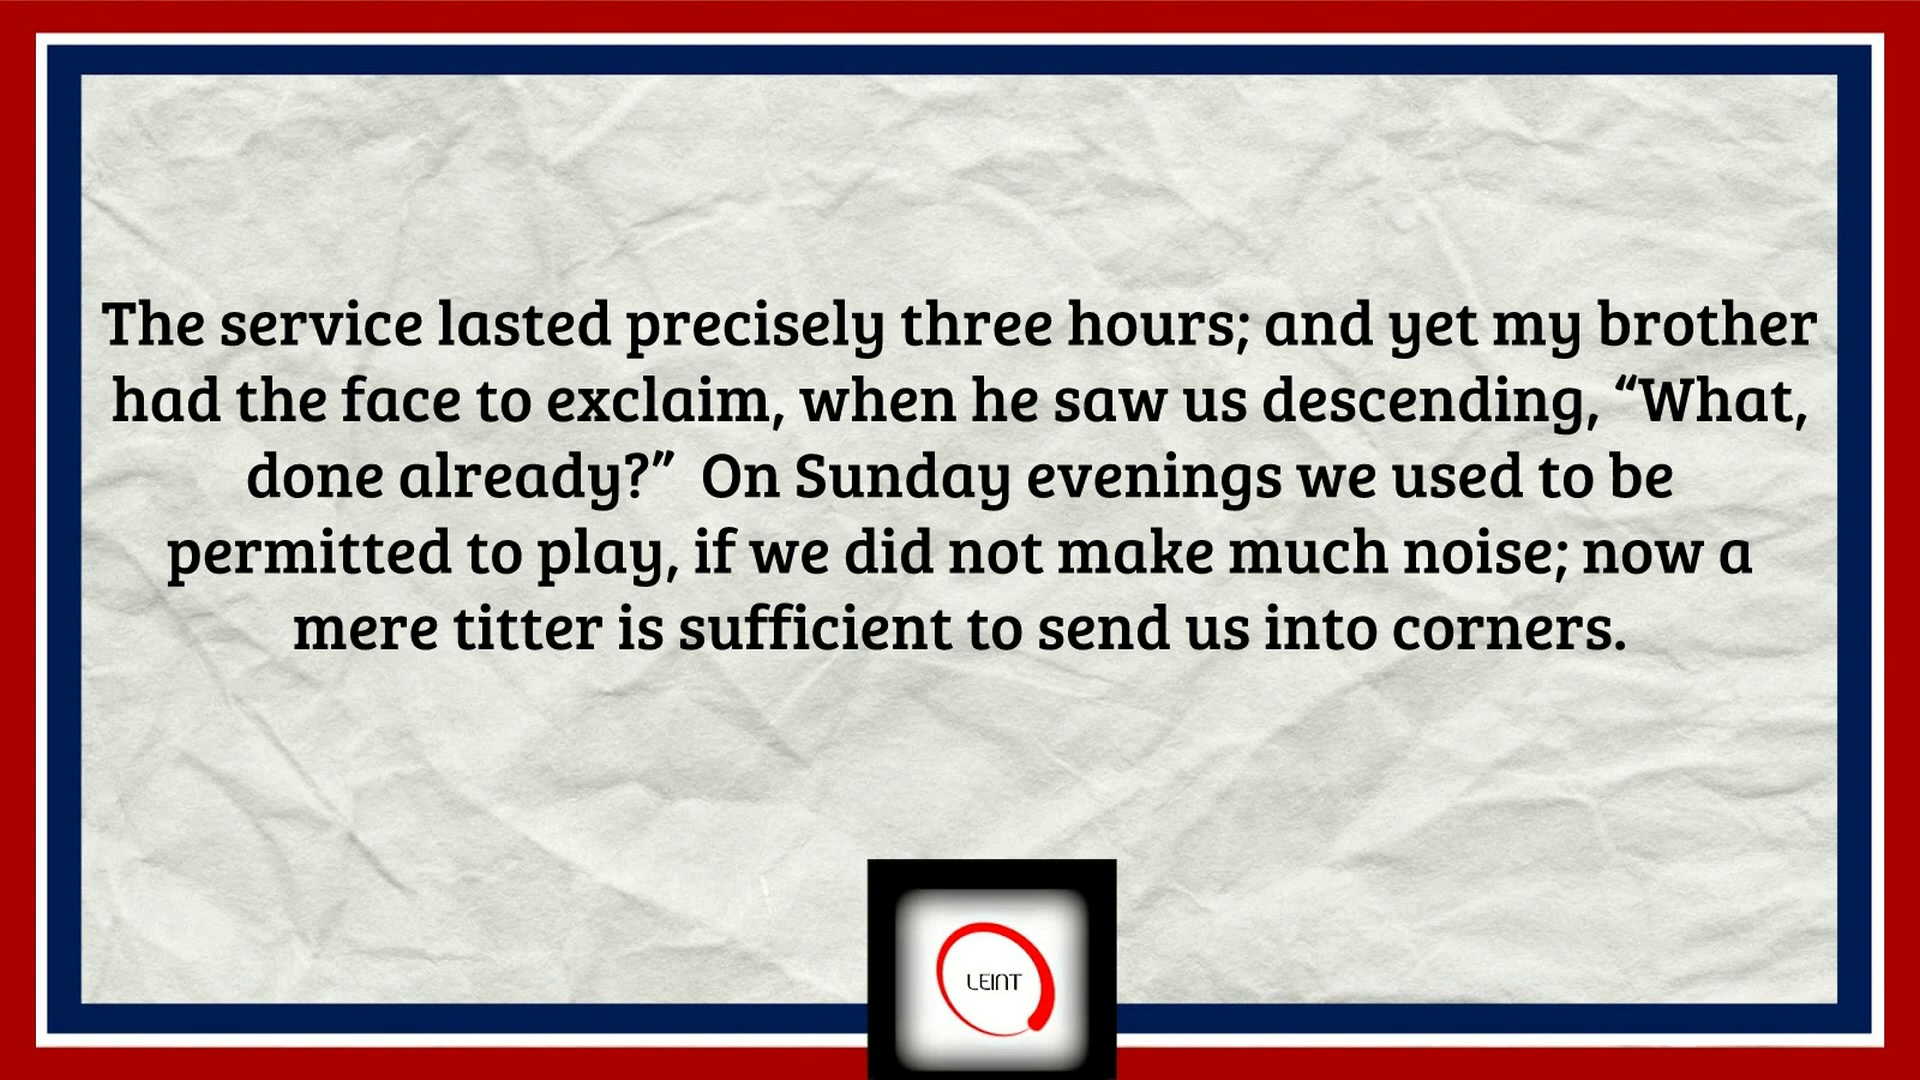 The service lasted precisely three hours; and yet my brother
had the face to exclaim, when he saw us descending, “What,
done already?”  On Sunday evenings we used to be
permitted to play, if we did not make much noise; now a
mere titter is sufficient to send us into corners.
LEINT